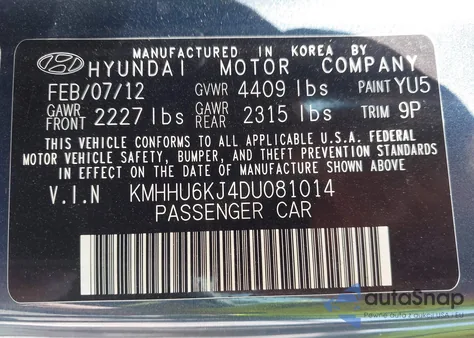 MANUFACTURED IN KOREA BY
HYUNDAI MOTOR COMPANY
FEB/07/12 GVWR 4409 lbs PAINT YU5
GAWR FRONT 2227 lbs GAWR REAR 2315 lbs TRIM 9P
THIS VEHICLE CONFORMS TO ALL APPLICABLE U.S.A. FEDERAL
MOTOR VEHICLE SAFETY, BUMPER, AND THEFT PREVENTION STANDARDS
IN EFFECT ON THE DATE OF MANUFACTURE SHOWN ABOVE.
V.I.N KMHHU6KJ4DU081014
PASSENGER CAR
autoSnap